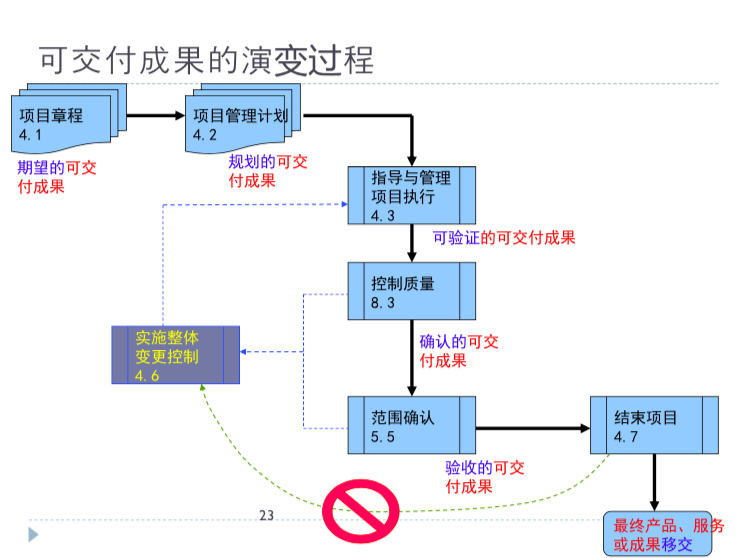 可交付成果的演变过程
项目章程
4.1
项目管理计划
4.2
期望的可交
付成果
规划的可交
付成果
指导与管理
项目执行
4.3
可验证的可交付成果
控制质量
8.3
实施整体
变更控制
4.6
确认的可交
付成果
范围确认
5.5
结束项目
4.7
验收的可交
付成果
23
最终产品、服务
或成果移交